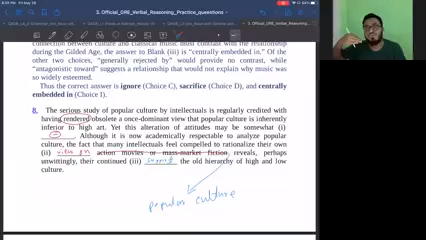 3. Official_GRE_Verbal_Reasoning_Practice_questions
connection between culture and classical music must contrast with the relationship
during the Gilded Age, the answer to Blank (iii) is “centrally embedded in.” Of the
other two choices, “generally rejected by” would provide no contrast, while
“antagonistic toward” suggests a relationship that would not explain why music was
so widely esteemed.
Thus the correct answer is ignore (Choice C), sacrifice (Choice D), and centrally
embedded in (Choice I).
8. The serious study of popular culture by intellectuals is regularly credited with
having rendered obsolete a once-dominant view that popular culture is inherently
inferior to high art. Yet this alteration of attitudes may be somewhat (i)
. Although it is now academically respectable to analyze popular
culture, the fact that many intellectuals feel compelled to rationalize their own
(ii) action movies or mass-market fiction reveals, perhaps
unwittingly, their continued (iii) the old hierarchy of high and low
culture.
popular culture